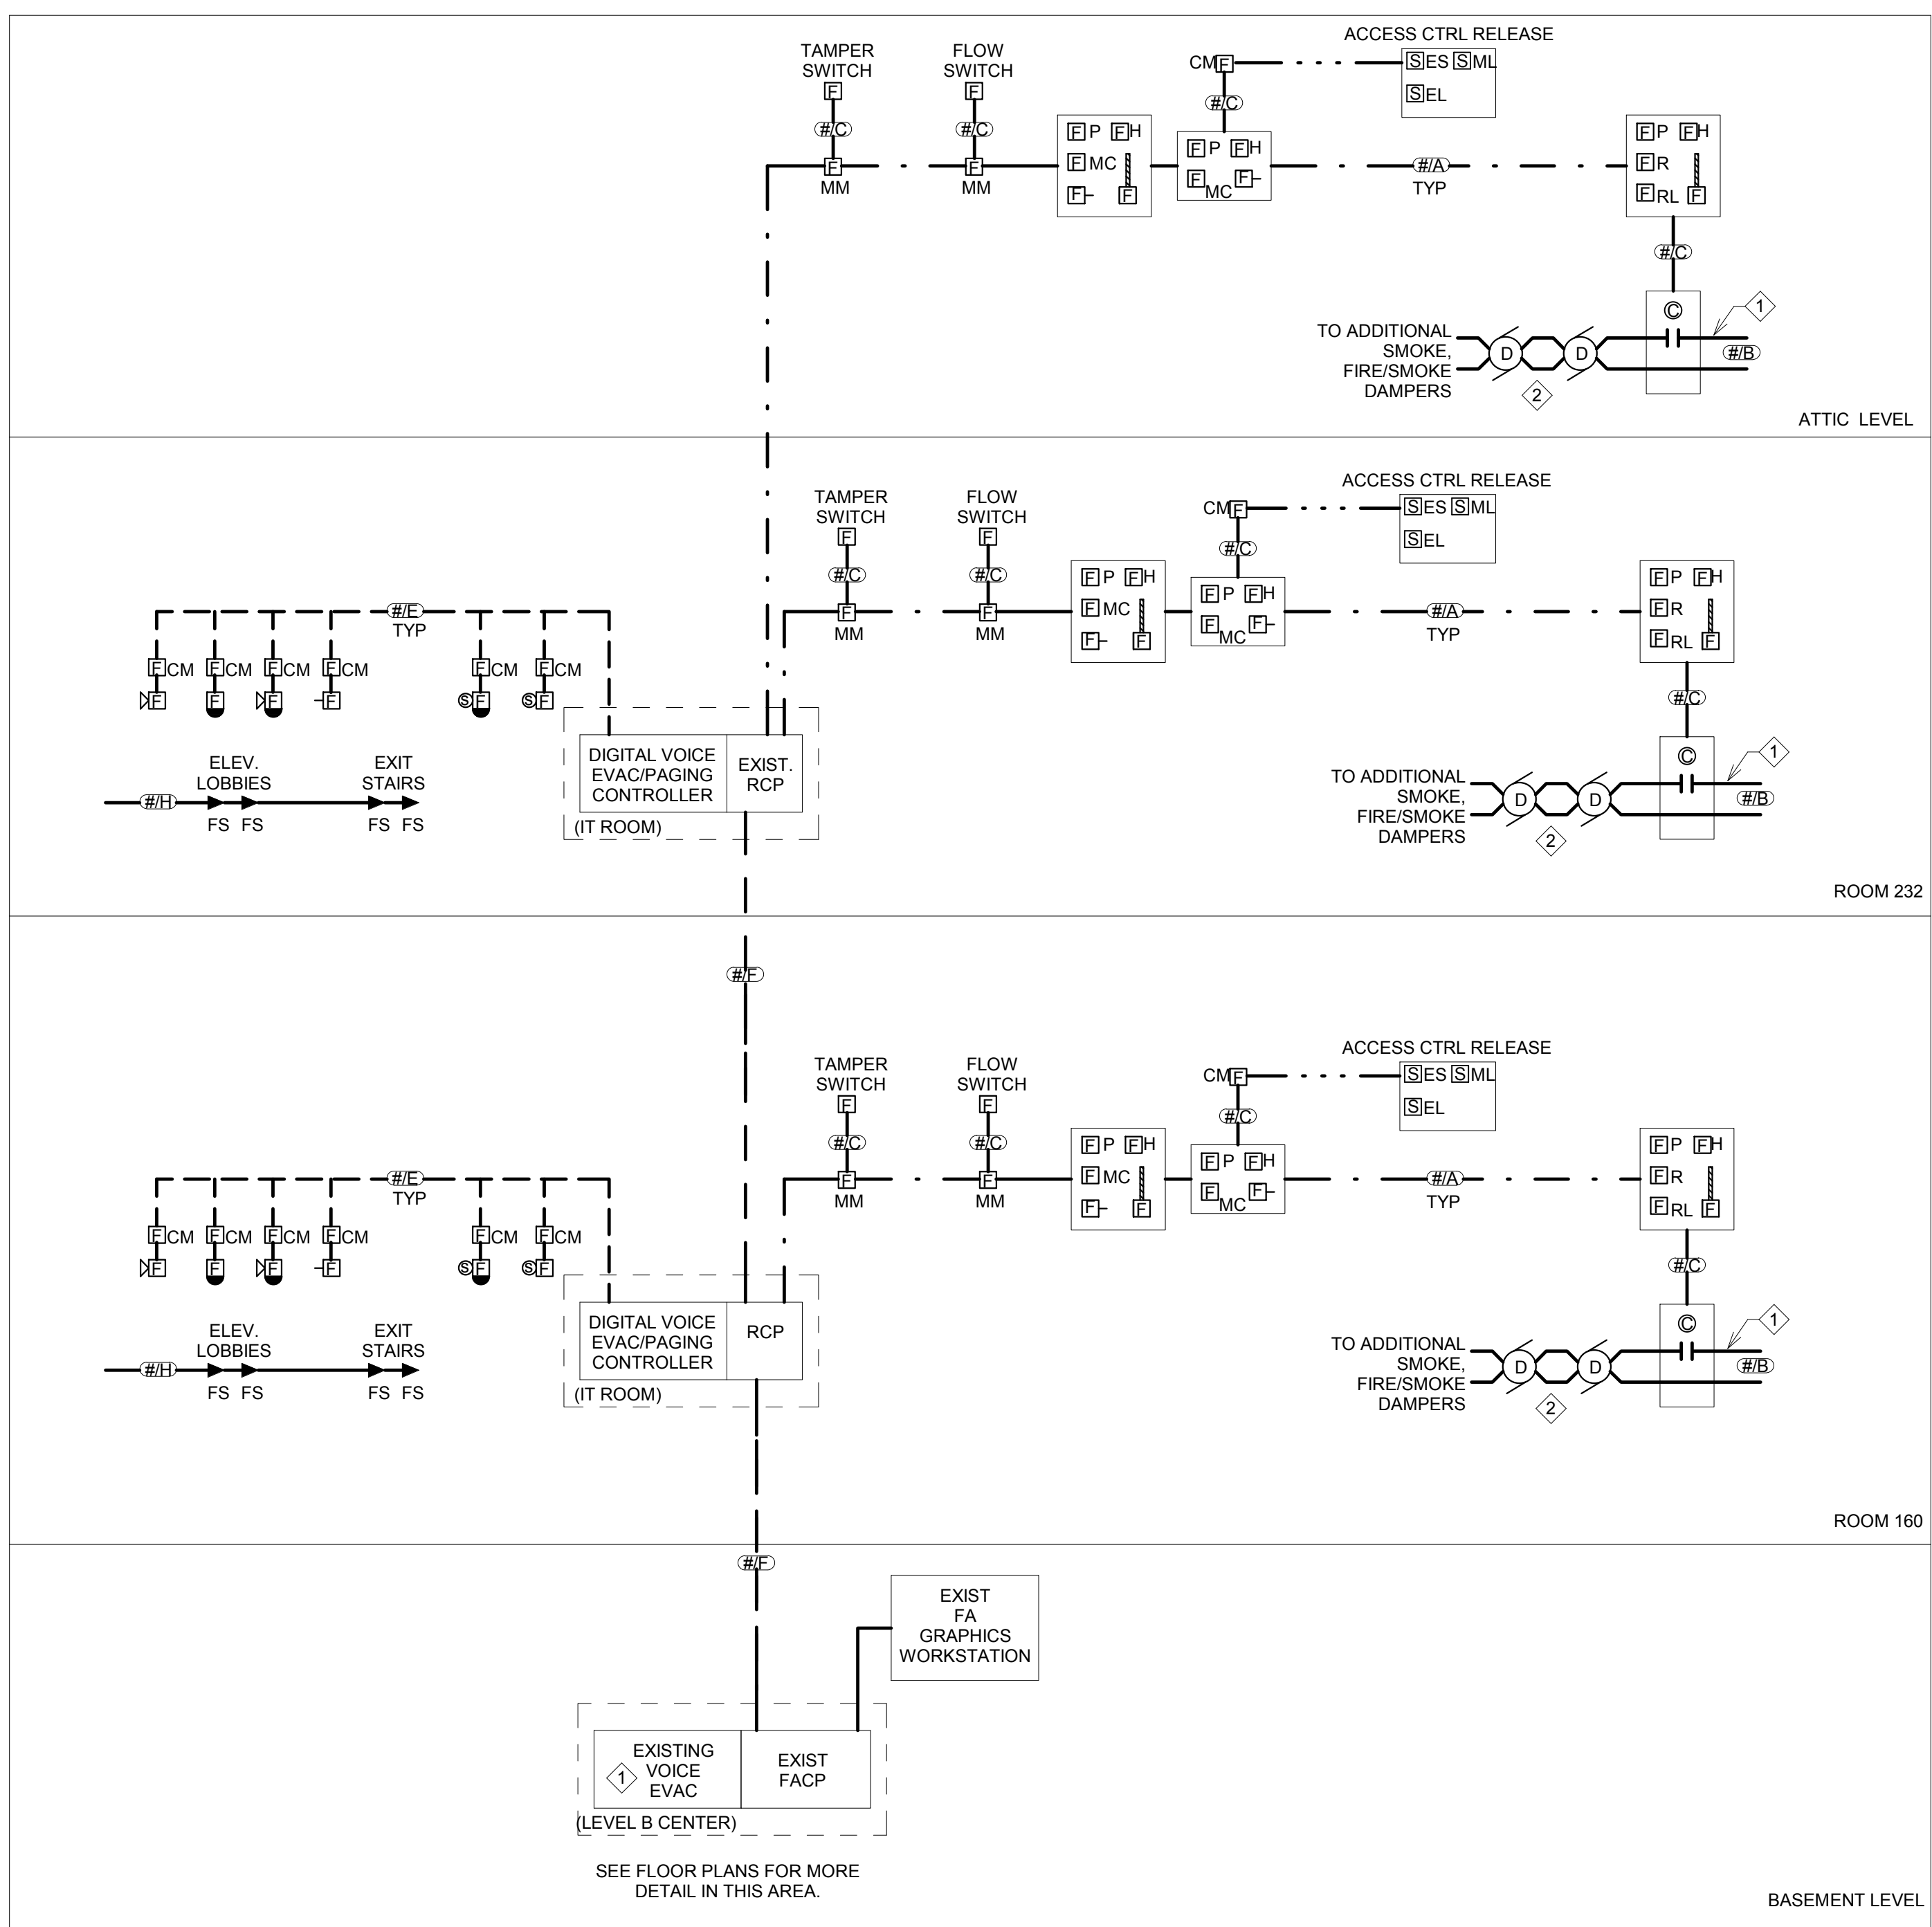 ACCESS CTRL RELEASE
TAMPER
SWITCH
FLOW
SWITCH
CM F
S ES S ML
S EL
F
F
#/C
#/C
#/C
F P F H
F MC
F F
F P F H
F MC F
F P F H
F R
F RL F
F
MM
F
MM
#/A
TYP
#/C
C
1
TO ADDITIONAL
SMOKE,
FIRE/SMOKE
DAMPERS
D D
#/B
2
ATTIC LEVEL
ACCESS CTRL RELEASE
TAMPER
SWITCH
FLOW
SWITCH
CM F
S ES S ML
S EL
F
F
#/C
#/C
#/C
F P F H
F MC
F F
F P F H
F MC F
F P F H
F R
F RL F
#/E
TYP
F
MM
F
MM
#/A
TYP
F CM F CM F CM F CM F CM F CM
F F F F S F S F
#/C
ELEV.
LOBBIES
EXIT
STAIRS
#/H
FS FS FS FS
DIGITAL VOICE
EVAC/PAGING
CONTROLLER
EXIST.
RCP
(IT ROOM)
C
1
TO ADDITIONAL
SMOKE,
FIRE/SMOKE
DAMPERS
D D
#/B
2
ROOM 232
#/F
ACCESS CTRL RELEASE
TAMPER
SWITCH
FLOW
SWITCH
CM F
S ES S ML
S EL
F
F
#/C
#/C
#/C
F P F H
F MC
F F
F P F H
F MC F
F P F H
F R
F RL F
#/E
TYP
F
MM
F
MM
#/A
TYP
F CM F CM F CM F CM F CM F CM
F F F F S F S F
#/C
ELEV.
LOBBIES
EXIT
STAIRS
#/H
FS FS FS FS
DIGITAL VOICE
EVAC/PAGING
CONTROLLER
RCP
(IT ROOM)
C
1
TO ADDITIONAL
SMOKE,
FIRE/SMOKE
DAMPERS
D D
#/B
2
ROOM 160
#/F
EXIST
FA
GRAPHICS
WORKSTATION
1
EXISTING
VOICE
EVAC
EXIST
FACP
(LEVEL B CENTER)
SEE FLOOR PLANS FOR MORE
DETAIL IN THIS AREA.
BASEMENT LEVEL